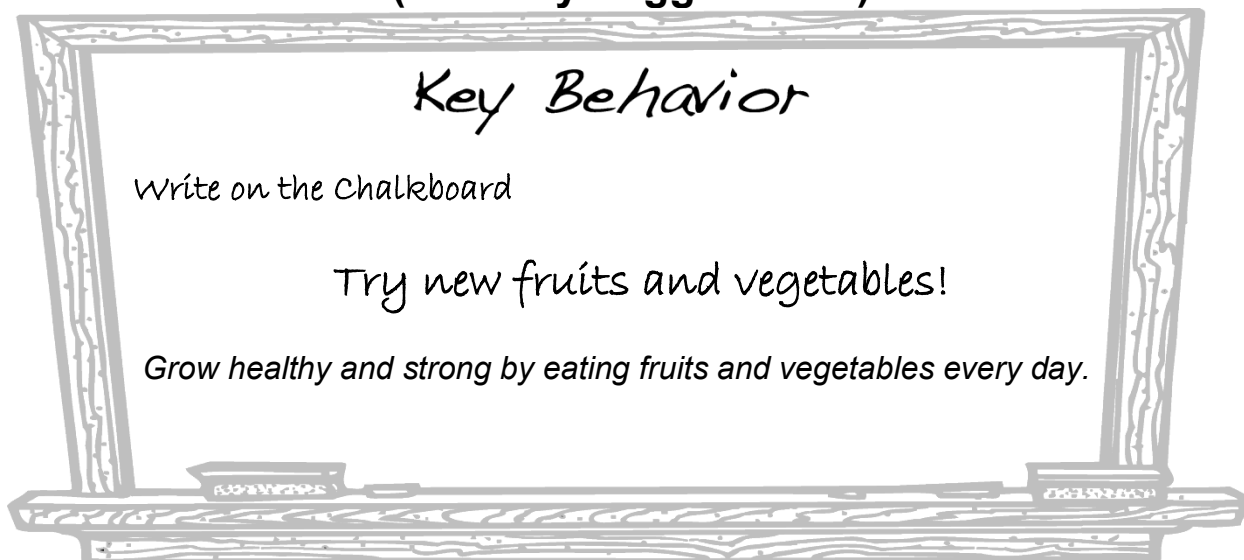 Key Behavior
Write on the Chalkboard
Try new fruits and vegetables!
Grow healthy and strong by eating fruits and vegetables every day.